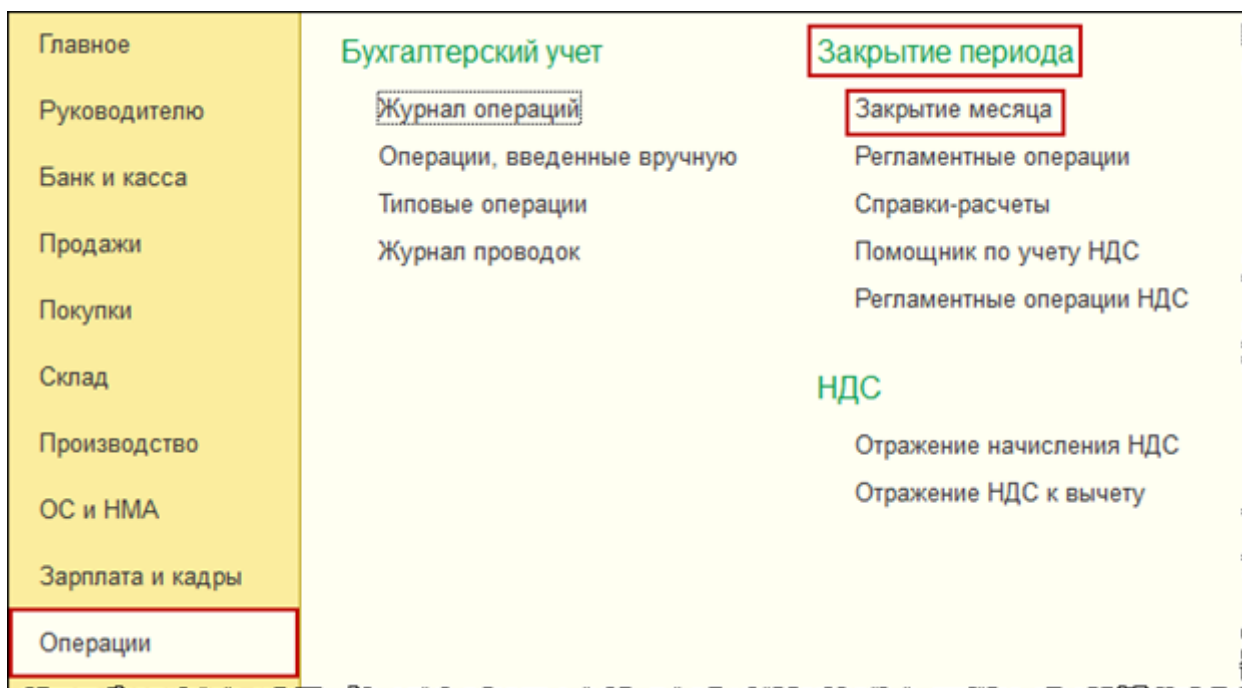 Главное
Руководителю
Банк и касса
Продажи
Покупки
Склад
Производство
ОС и НМА
Зарплата и кадры
Операции
Бухгалтерский учет
Журнал операций
Операции, введенные вручную
Типовые операции
Журнал проводок
Закрытие периода
Закрытие месяца
Регламентные операции
Справки-расчеты
Помощник по учету НДС
Регламентные операции НДС
НДС
Отражение начисления НДС
Отражение НДС к вычету